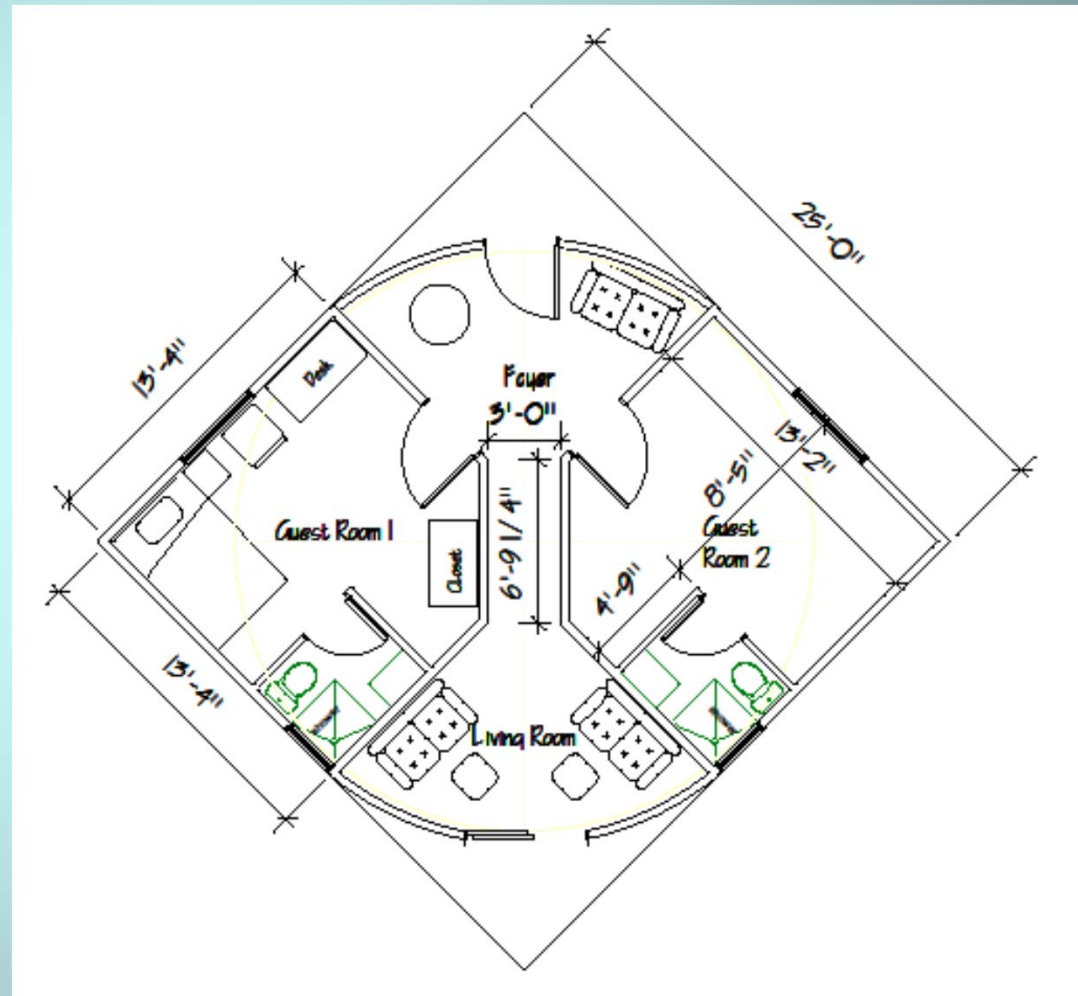 25'-0"
13'-4"
Desk
Foyer
3'-0"
13'-2"
8'-5"
Guest Room 1
Closet
6'-9 1/4"
Guest
Room 2
4'-9"
13'-4"
Living Room